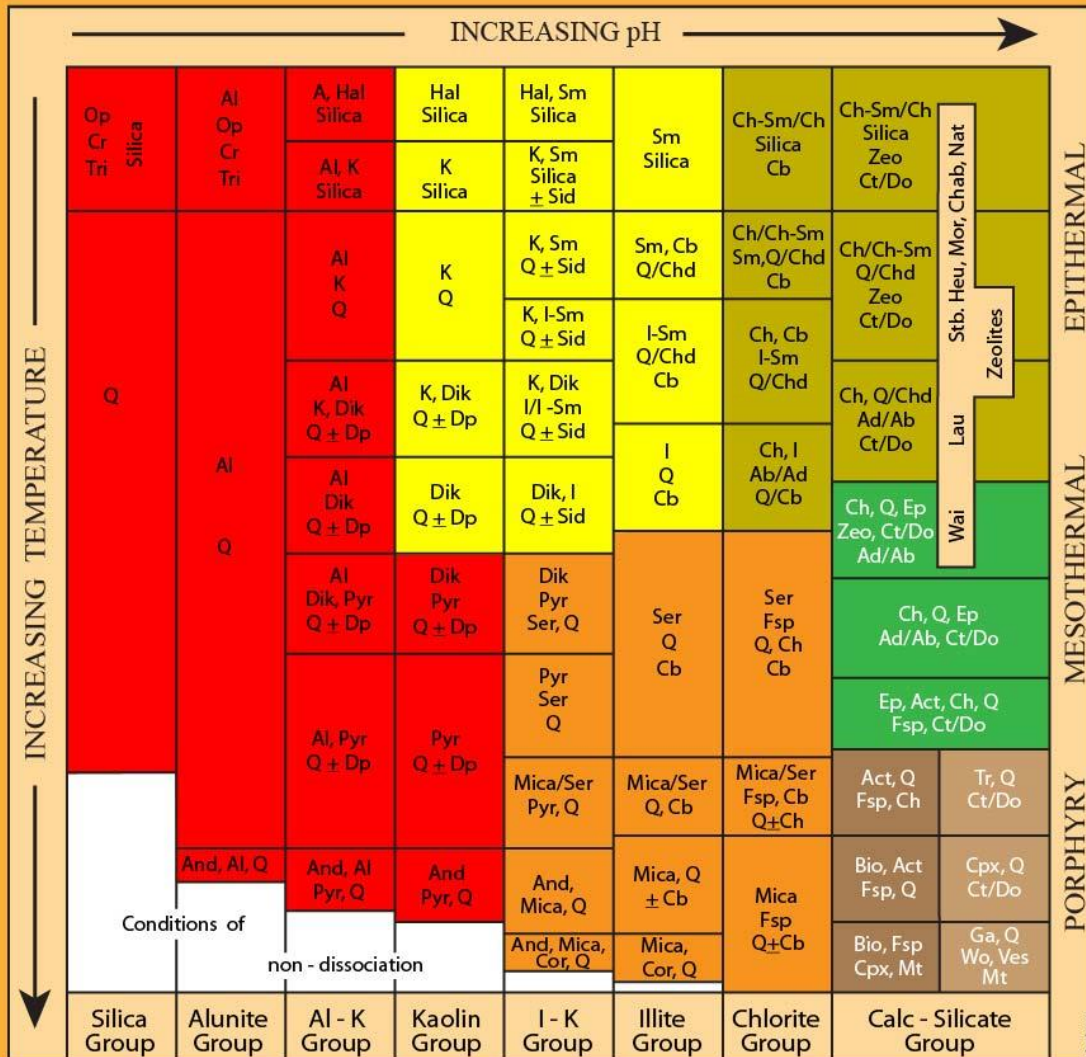 INCREASING pH
INCREASING TEMPERATURE
Op
Cr
Tri
Silica
Q
Al
Op
Cr
Tri
Al
Q
And, Al, Q
A, Hal
Silica
Al, K
Silica
Al
K
Q
Al
K, Dik
Q ± Dp
Al
Dik
Q ± Dp
Al
Dik, Pyr
Q ± Dp
Al, Pyr
Q ± Dp
And, Al
Pyr, Q
Hal
Silica
K
Silica
K
Q
K, Dik
Q ± Dp
Dik
Q ± Dp
Dik
Pyr
Q ± Dp
Pyr
Q ± Dp
And
Pyr, Q
Hal, Sm
Silica
K, Sm
Silica
± Sid
K, Sm
Q ± Sid
K, I-Sm
Q ± Sid
K, Dik
I/I -Sm
Q ± Sid
Dik, I
Q ± Sid
Dik
Pyr
Ser, Q
Pyr
Ser
Q
Mica/Ser
Pyr, Q
And,
Mica, Q
And, Mica,
Cor, Q
Sm
Silica
Sm, Cb
Q/Chd
I-Sm
Q/Chd
Cb
I
Q
Cb
Ser
Q
Cb
Mica/Ser
Q, Cb
Mica, Q
± Cb
Mica,
Cor, Q
Ch-Sm/Ch
Silica
Cb
Ch/Ch-Sm
Sm,Q/Chd
Cb
Ch, Cb
I-Sm
Q/Chd
Ch, I
Ab/Ad
Q/Cb
Ser
Fsp
Q, Ch
Cb
Mica/Ser
Fsp, Cb
Q±Ch
Mica
Fsp
Q±Cb
Ch-Sm/Ch
Silica
Zeo
Ct/Do
Ch/Ch-Sm
Q/Chd
Zeo
Ct/Do
Ch, Q/Chd
Ad/Ab
Ct/Do
Ch, Q, Ep
Zeo, Ct/Do
Ad/Ab
Ch, Q, Ep
Ad/Ab, Ct/Do
Ep, Act, Ch, Q
Fsp, Ct/Do
Act, Q
Fsp, Ch
Tr, Q
Ct/Do
Bio, Act
Fsp, Q
Cpx, Q
Ct/Do
Bio, Fsp
Cpx, Mt
Ga, Q
Wo, Ves
Mt
Stb. Heu, Mor, Chab, Nat
Lau
Wai
Zeolites
EPITHERMAL
MESOTHERMAL
PORPHYRY
Conditions of
non - dissociation
Silica
Group
Alunite
Group
Al - K
Group
Kaolin
Group
I - K
Group
Illite
Group
Chlorite
Group
Calc - Silicate
Group